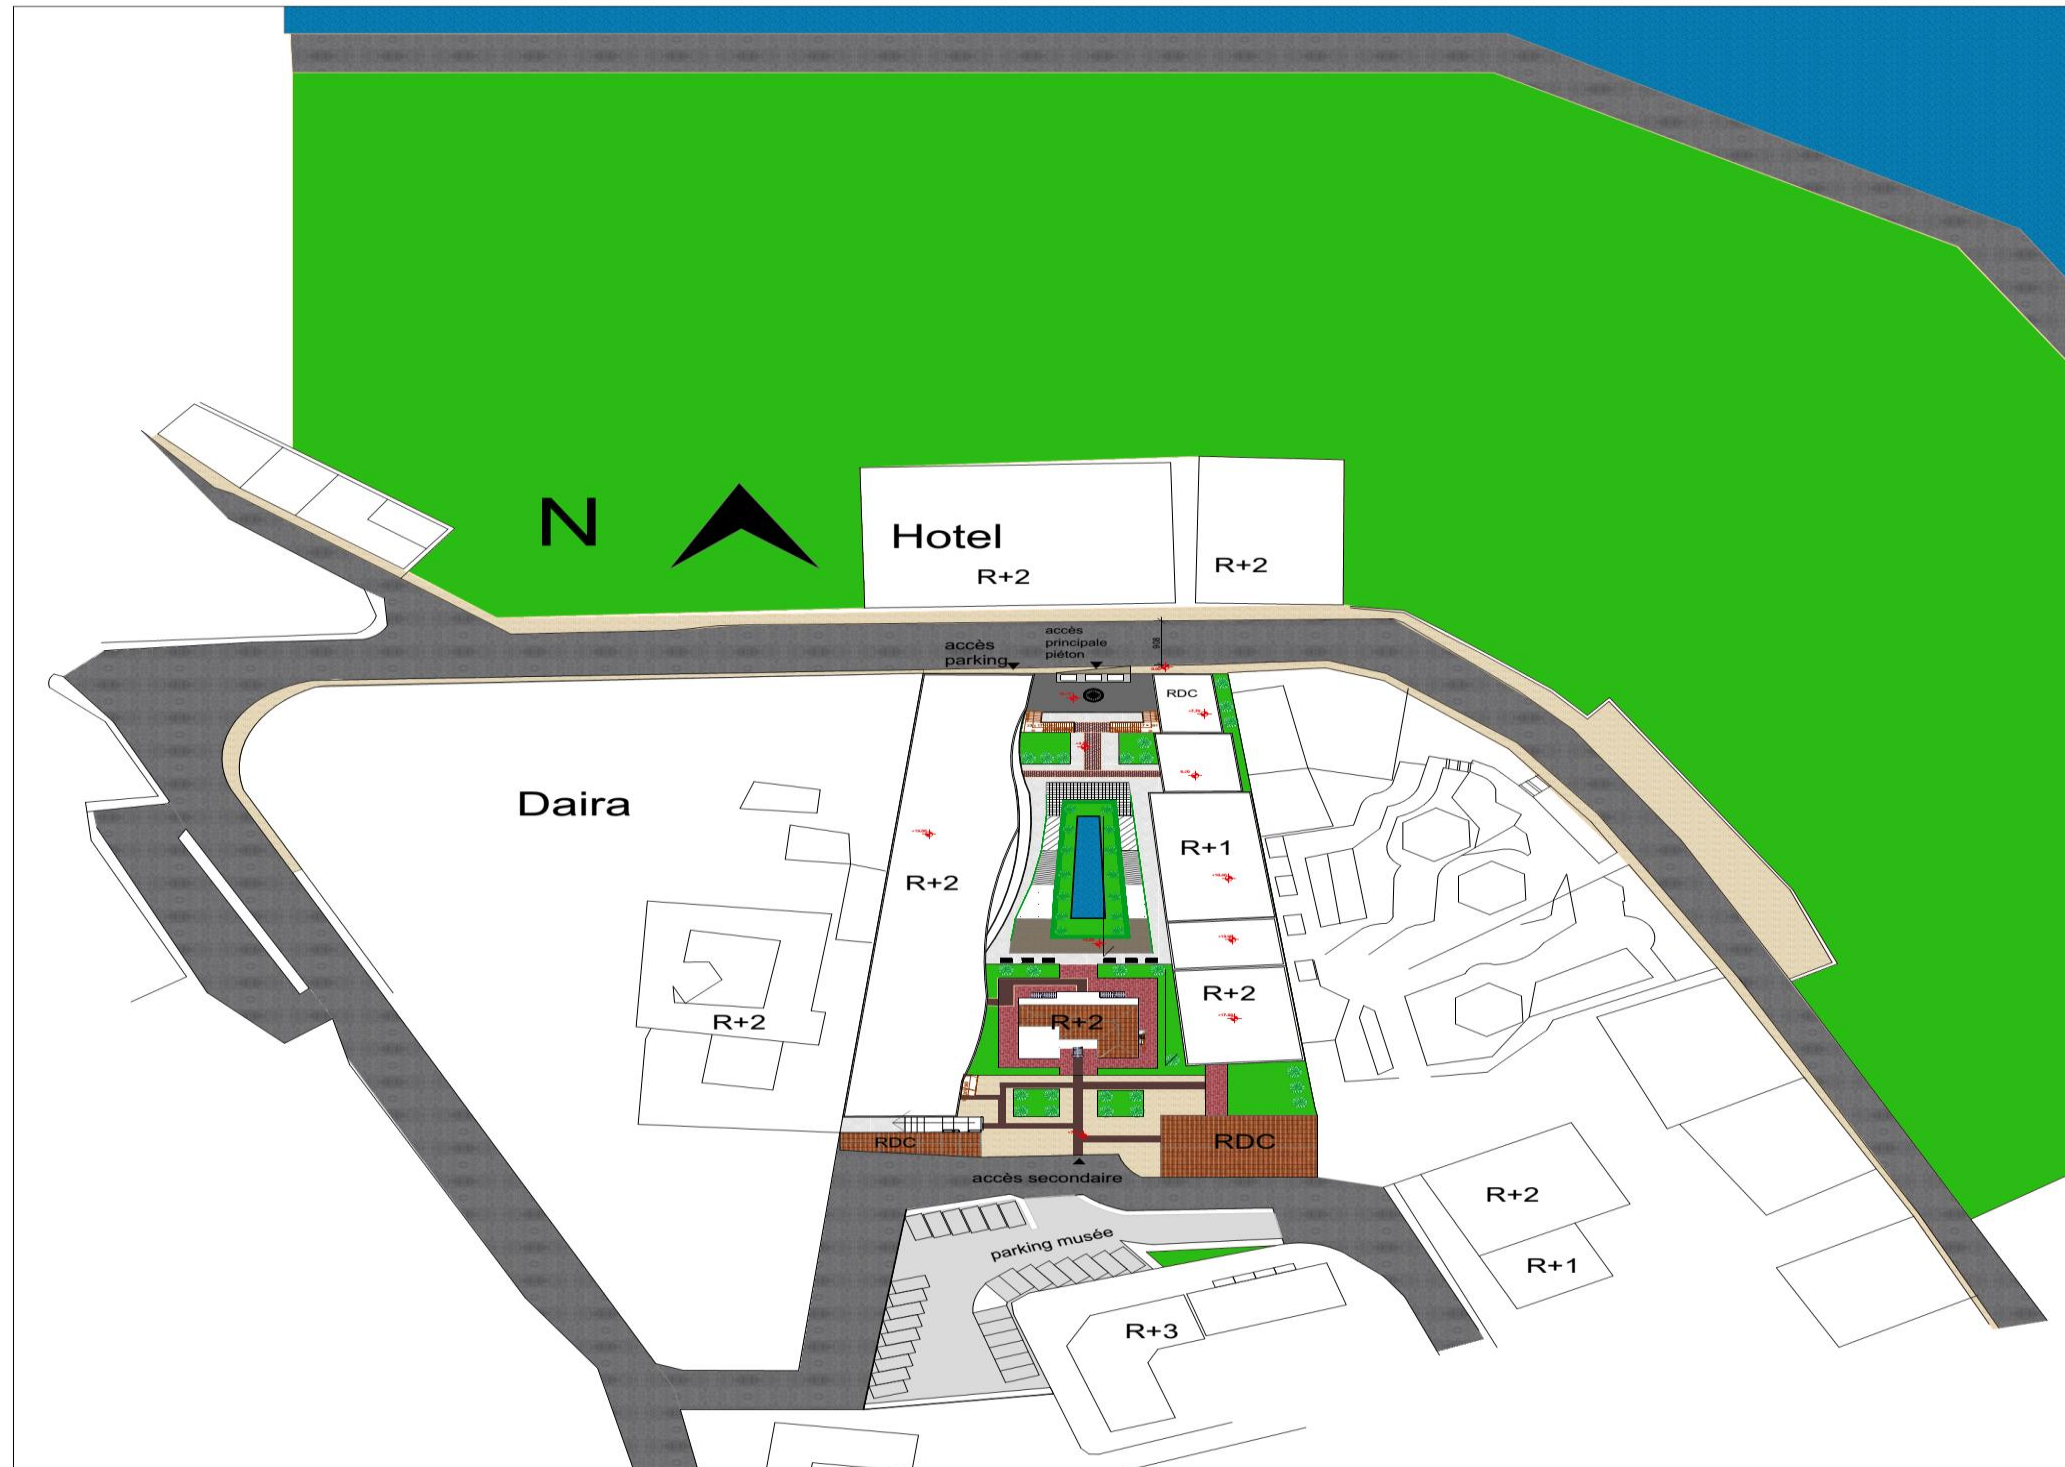 N
Hotel
R+2
R+2
accès
parking
accès
principale
piéton
908
RDC
Daira
R+2
R+1
R+2
R+2
R+2
RDC
RDC
accès secondaire
parking musée
R+2
R+1
R+3